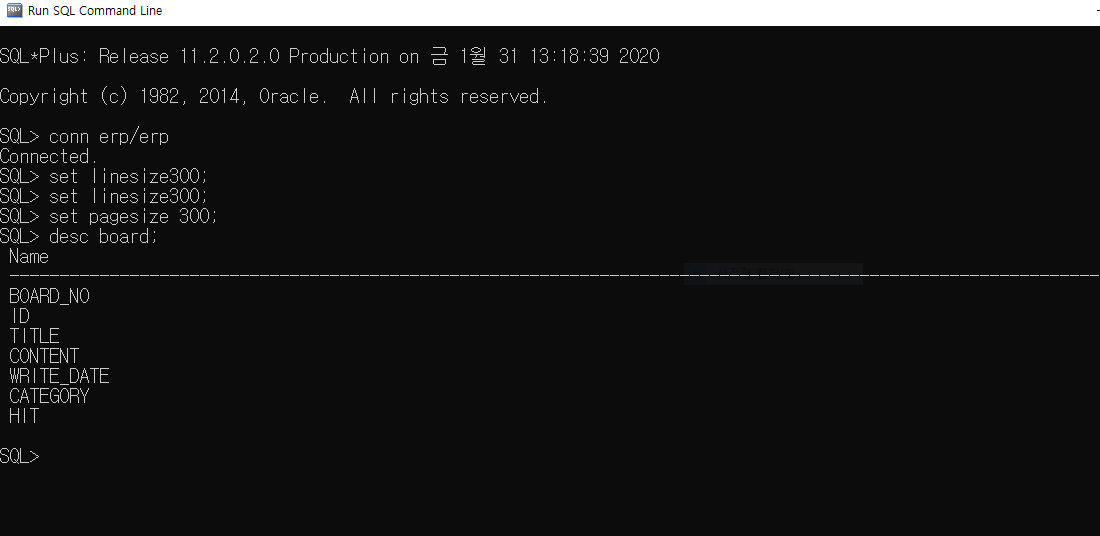 Run SQL Command Line
SQL*Plus: Release 11.2.0.2.0 Production on 금 1월 31 13:18:39 2020
Copyright (c) 1982, 2014, Oracle.  All rights reserved.
SQL> conn erp/erp
Connected.
SQL> set linesize300;
SQL> set linesize300;
SQL> set pagesize 300;
SQL> desc board;
Name
--------------------------------------------------------------------------------------------------------------
BOARD_NO
ID
TITLE
CONTENT
WRITE_DATE
CATEGORY
HIT
SQL>